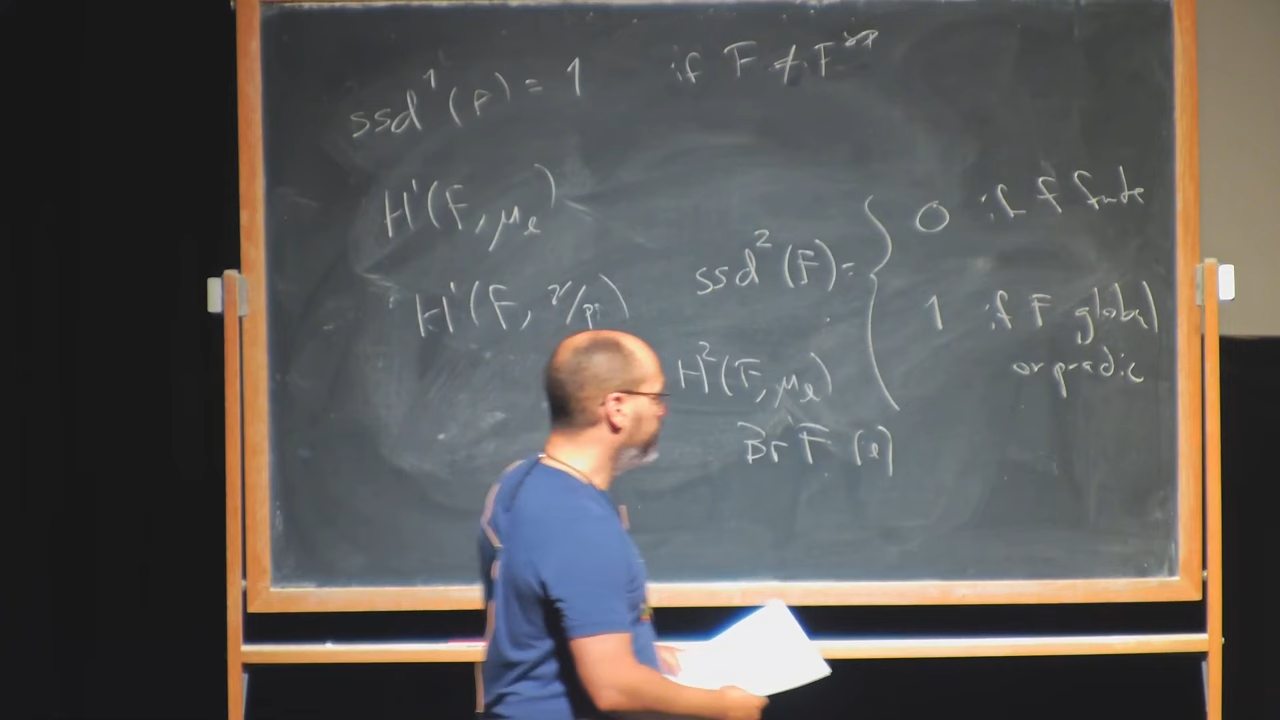 ssd¹(F) = 1 if F ≠ F^sep
H¹(F, μ_ℓ)
H¹(F, ℤ/pℤ)
ssd²(F) = { 0 if F finite
1 if F global
or p-adic
H²(F, μ_ℓ)
Br F (ℓ)